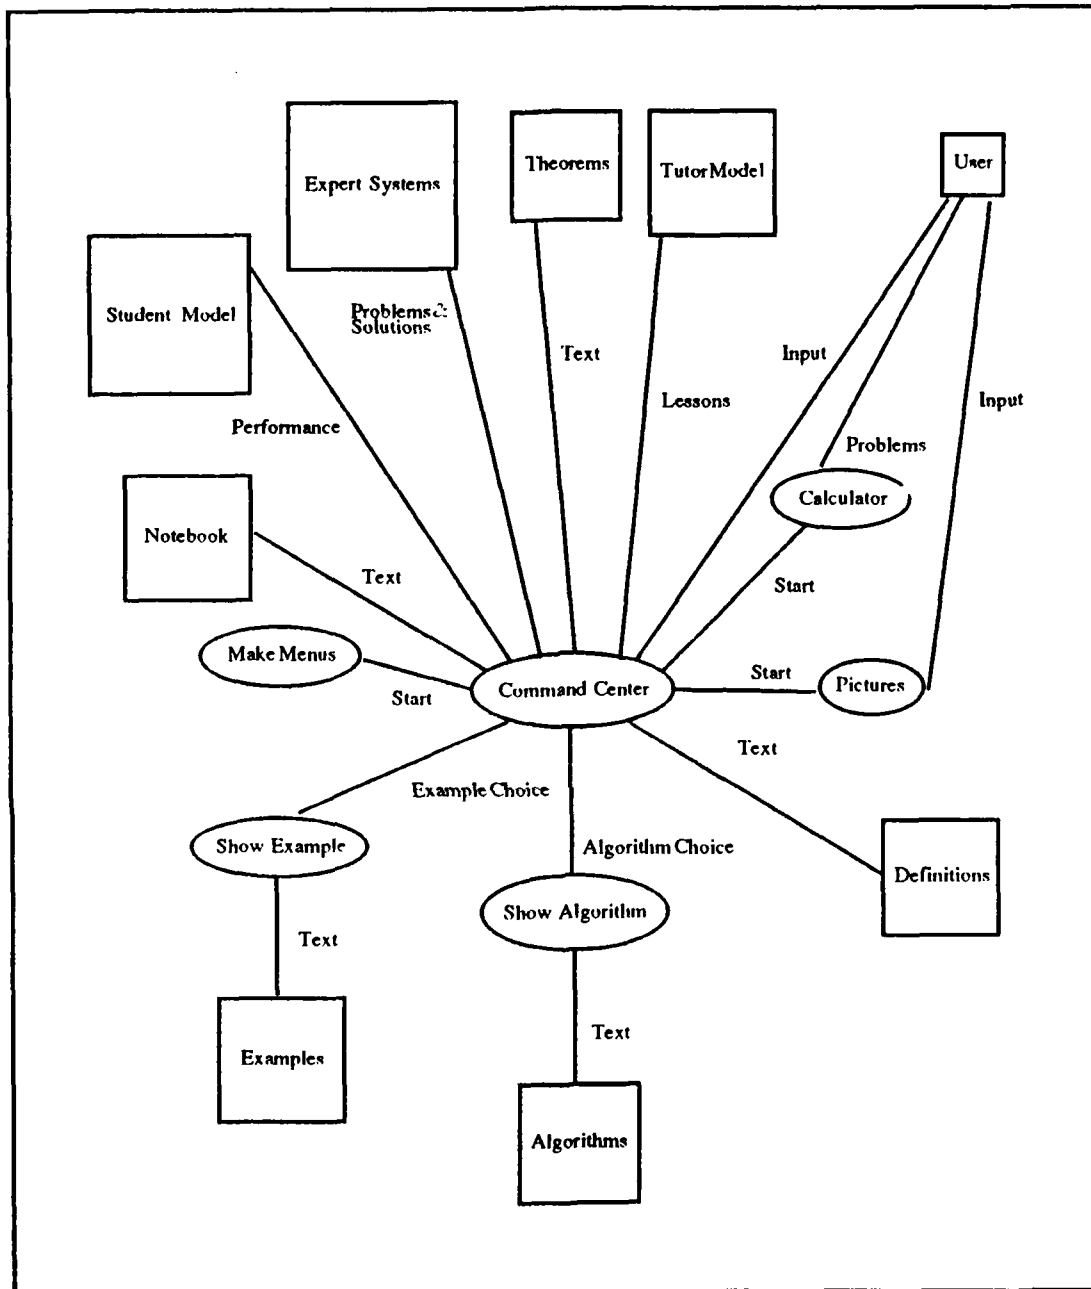 Expert Systems
Theorems
Tutor Model
User
Student Model
Problems &
Solutions
Text
Input
Lessons
Input
Performance
Problems
Calculator
Notebook
Text
Start
Make Menus
Start
Command Center
Start
Pictures
Text
Example Choice
Show Example
Algorithm Choice
Definitions
Show Algorithm
Text
Text
Examples
Algorithms